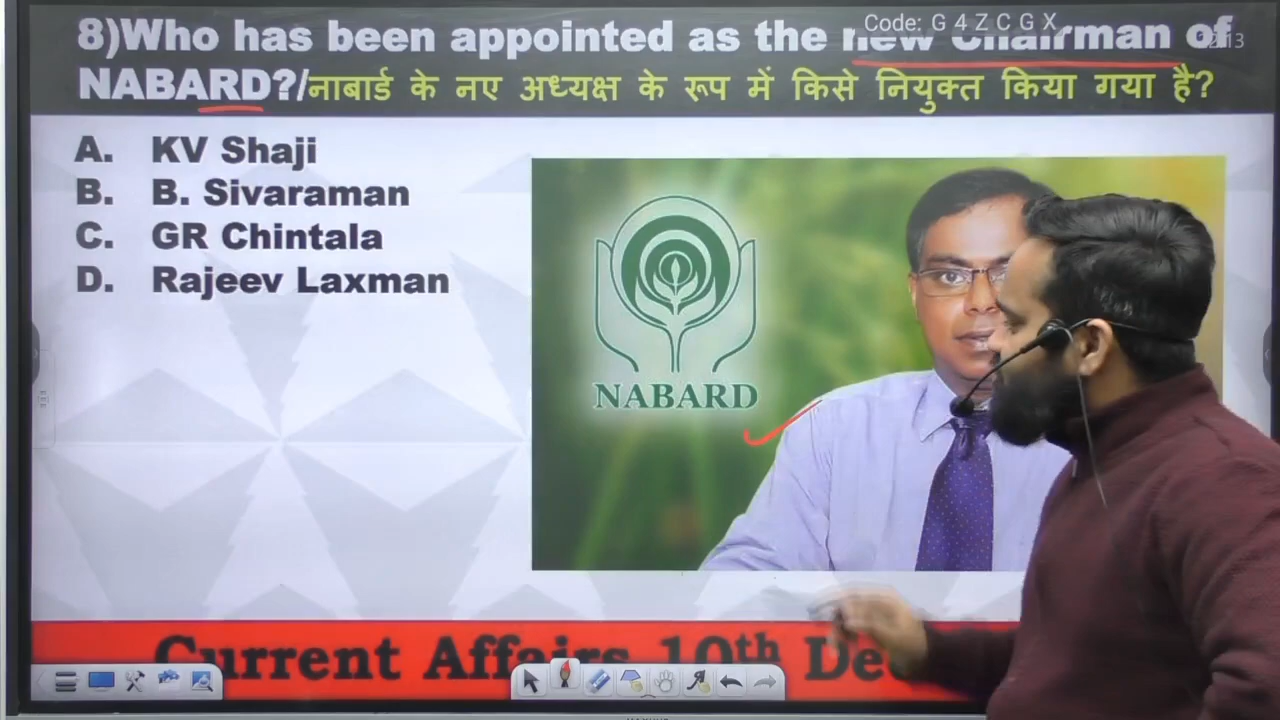 Code: G 4 Z C G X
8)Who has been appointed as the new Chairman of
NABARD?/नाबार्ड के नए अध्यक्ष के रूप में किसे नियुक्त किया गया है?
A. KV Shaji
B. B. Sivaraman
C. GR Chintala
D. Rajeev Laxman
NABARD
Current Affairs 10th Dec